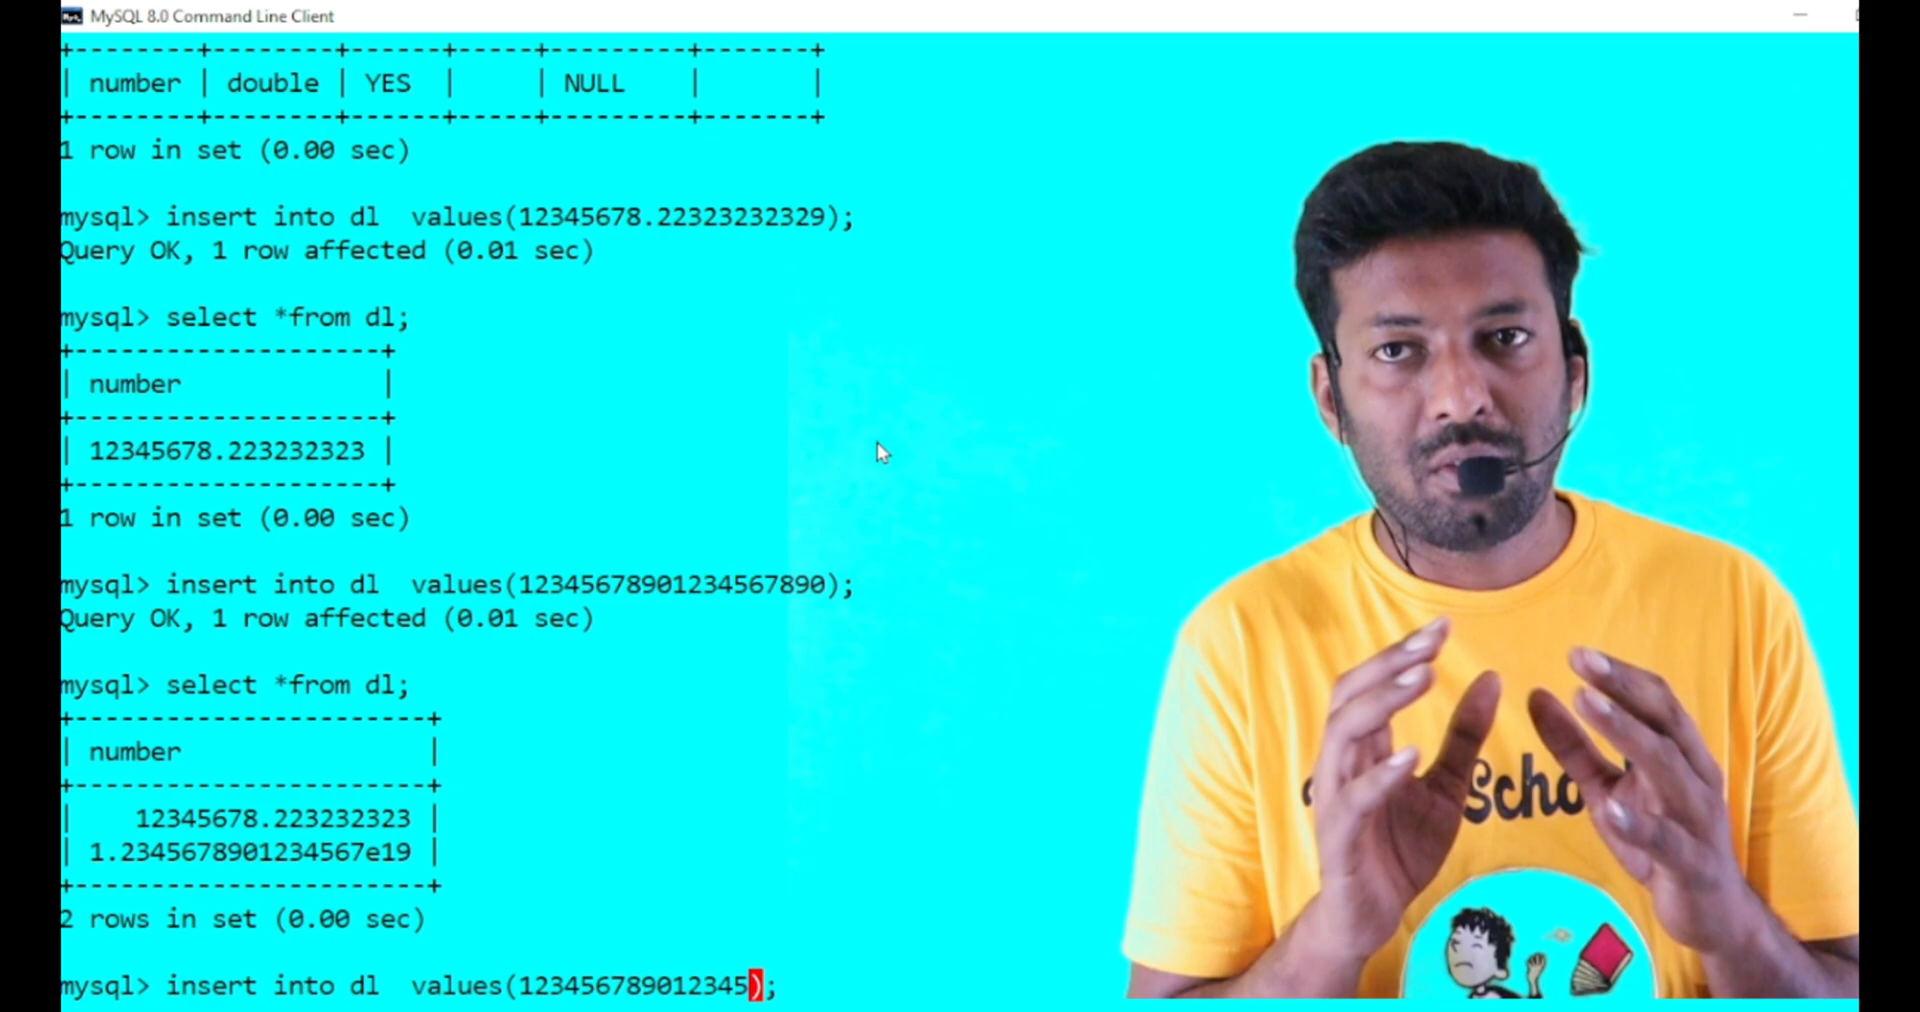 MySQL 8.0 Command Line Client
+--------+--------+------+-----+---------+-------+
| number | double | YES  |     | NULL    |       |
+--------+--------+------+-----+---------+-------+
1 row in set (0.00 sec)
mysql> insert into dl  values(12345678.22323232329);
Query OK, 1 row affected (0.01 sec)
mysql> select *from dl;
+--------------------+
| number             |
+--------------------+
| 12345678.223232323 |
+--------------------+
1 row in set (0.00 sec)
mysql> insert into dl  values(12345678901234567890);
Query OK, 1 row affected (0.01 sec)
mysql> select *from dl;
+-----------------------+
| number                |
+-----------------------+
|    12345678.223232323 |
| 1.2345678901234567e19 |
+-----------------------+
2 rows in set (0.00 sec)
mysql> insert into dl  values(123456789012345);